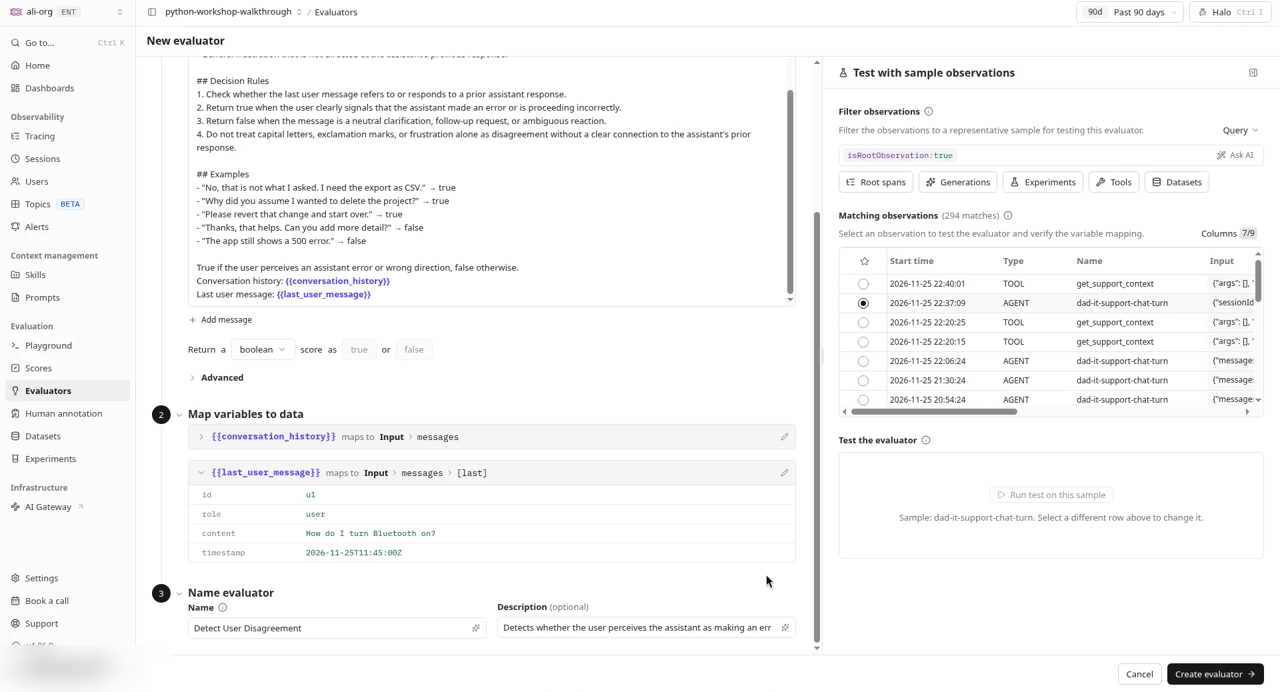 ali-org ENT
python-workshop-walkthrough / Evaluators
90d Past 90 days
Halo Ctrl I
Go to... Ctrl K
Home
Dashboards
Observability
Tracing
Sessions
Users
Topics BETA
Alerts
Context management
Skills
Prompts
Evaluation
Playground
Scores
Evaluators
Human annotation
Datasets
Experiments
Infrastructure
AI Gateway
Settings
Book a call
Support
New evaluator
## Decision Rules
1. Check whether the last user message refers to or responds to a prior assistant response.
2. Return true when the user clearly signals that the assistant made an error or is proceeding incorrectly.
3. Return false when the message is a neutral clarification, follow-up request, or ambiguous reaction.
4. Do not treat capital letters, exclamation marks, or frustration alone as disagreement without a clear connection to the assistant's prior
response.
## Examples
- "No, that is not what I asked. I need the export as CSV." → true
- "Why did you assume I wanted to delete the project?" → true
- "Please revert that change and start over." → true
- "Thanks, that helps. Can you add more detail?" → false
- "The app still shows a 500 error." → false
True if the user perceives an assistant error or wrong direction, false otherwise.
Conversation history: {{conversation_history}}
Last user message: {{last_user_message}}
+ Add message
Return a boolean score as true or false
Advanced
2 Map variables to data
{{conversation_history}} maps to Input > messages
{{last_user_message}} maps to Input > messages > [last]
id u1
role user
content How do I turn Bluetooth on?
timestamp 2026-11-25T11:45:00Z
3 Name evaluator
Name
Description (optional)
Detect User Disagreement
Detects whether the user perceives the assistant as making an err
Test with sample observations
Filter observations
Filter the observations to a representative sample for testing this evaluator.
Query
isRootObservation:true
Ask AI
Root spans
Generations
Experiments
Tools
Datasets
Matching observations (294 matches)
Select an observation to test the evaluator and verify the variable mapping.
Columns 7/9
Start time Type Name Input
2026-11-25 22:40:01 TOOL get_support_context {"args": [], "
2026-11-25 22:37:09 AGENT dad-it-support-chat-turn {"sessionId
2026-11-25 22:20:25 TOOL get_support_context {"args": [], "
2026-11-25 22:20:15 TOOL get_support_context {"args": [], "
2026-11-25 22:06:24 AGENT dad-it-support-chat-turn {"message
2026-11-25 21:30:24 AGENT dad-it-support-chat-turn {"message
2026-11-25 20:54:24 AGENT dad-it-support-chat-turn {"message
Test the evaluator
Run test on this sample
Sample: dad-it-support-chat-turn. Select a different row above to change it.
Cancel
Create evaluator →